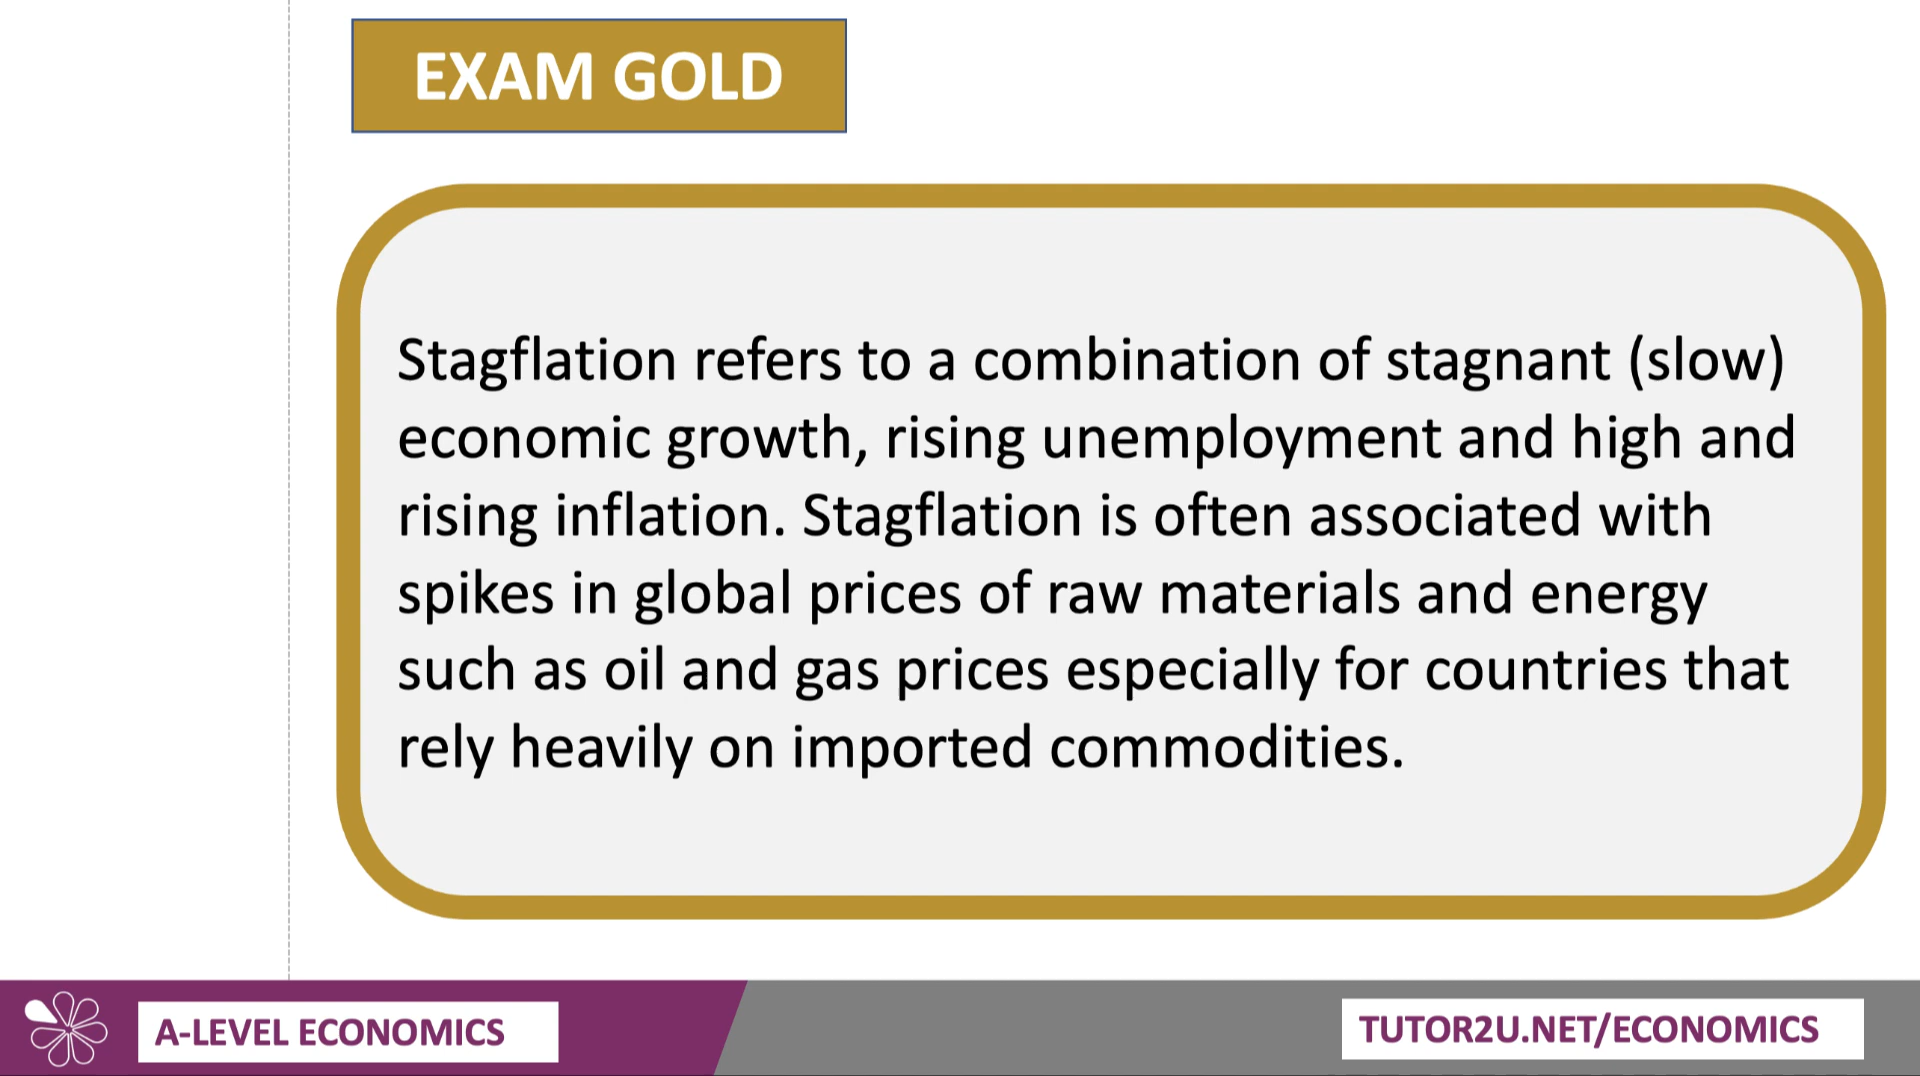 EXAM GOLD
Stagflation refers to a combination of stagnant (slow)
economic growth, rising unemployment and high and
rising inflation. Stagflation is often associated with
spikes in global prices of raw materials and energy
such as oil and gas prices especially for countries that
rely heavily on imported commodities.
A-LEVEL ECONOMICS
TUTOR2U.NET/ECONOMICS